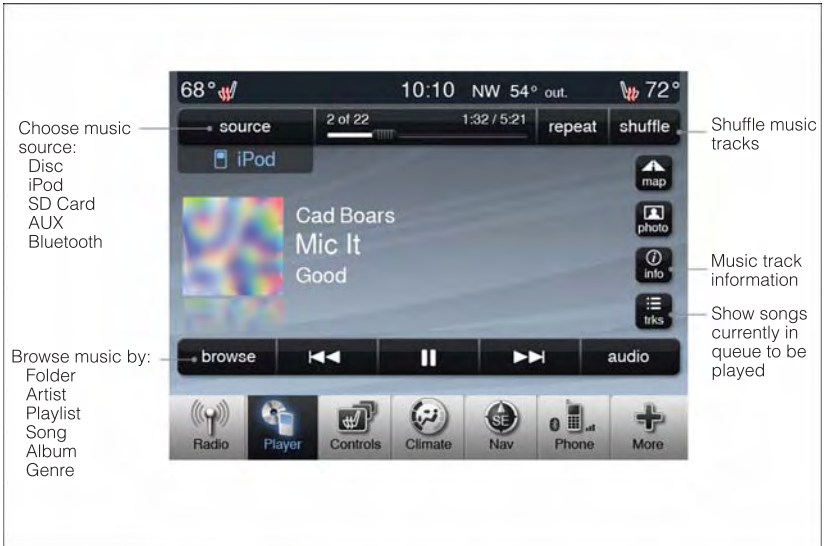 68° 10:10 NW 54° out. 72°
source 2 of 22 1:32 / 5:21 repeat shuffle
iPod
map
photo
Cad Boars
Mic It
Good
info
trks
browse audio
Radio Player Controls Climate SE Nav Phone More
Choose music
source:
Disc
iPod
SD Card
AUX
Bluetooth
Browse music by:
Folder
Artist
Playlist
Song
Album
Genre
Shuffle music
tracks
Music track
information
Show songs
currently in
queue to be
played